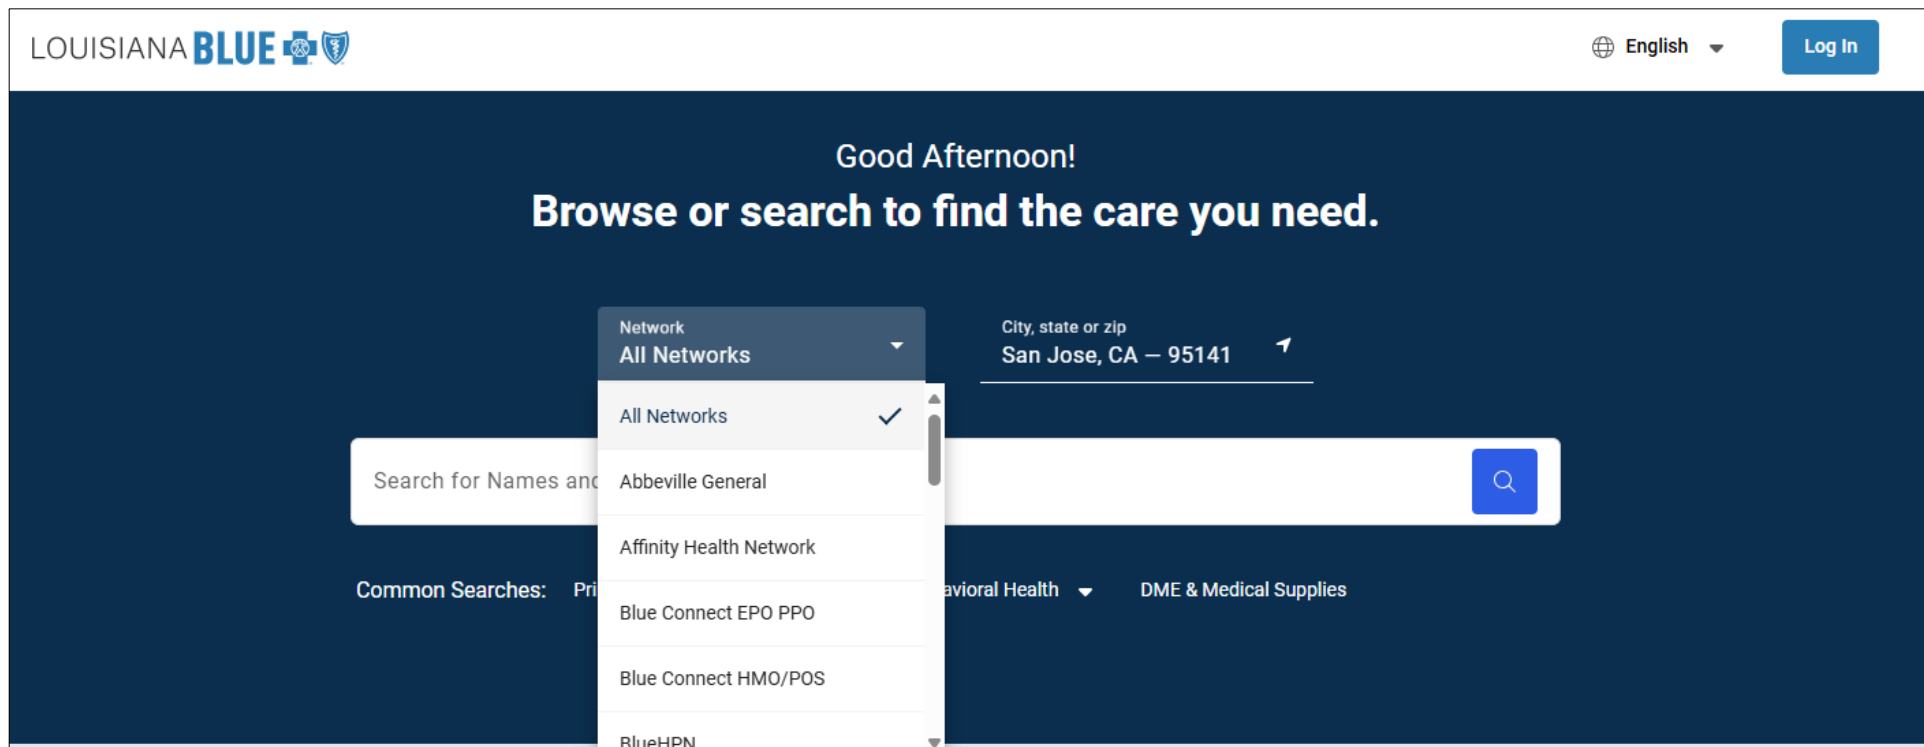 LOUISIANA BLUE
English
Log In
Good Afternoon!
Browse or search to find the care you need.
Network
All Networks
City, state or zip
San Jose, CA — 95141
All Networks
Search for Names and
Abbeville General
Affinity Health Network
Common Searches:
DME & Medical Supplies
Health
Blue Connect EPO PPO
Blue Connect HMO/POS
BlueHPN